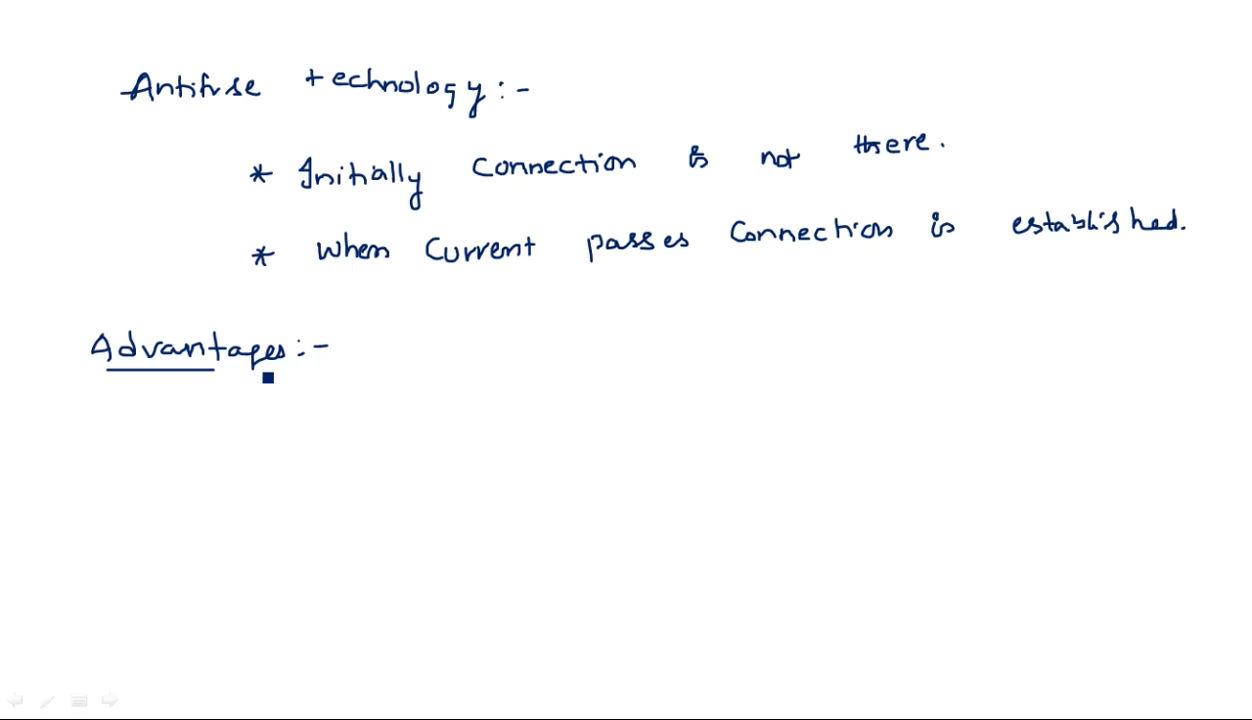 Antifuse technology:-
* Initially Connection is not there.
* When Current passes Connection is established.
Advantages:-